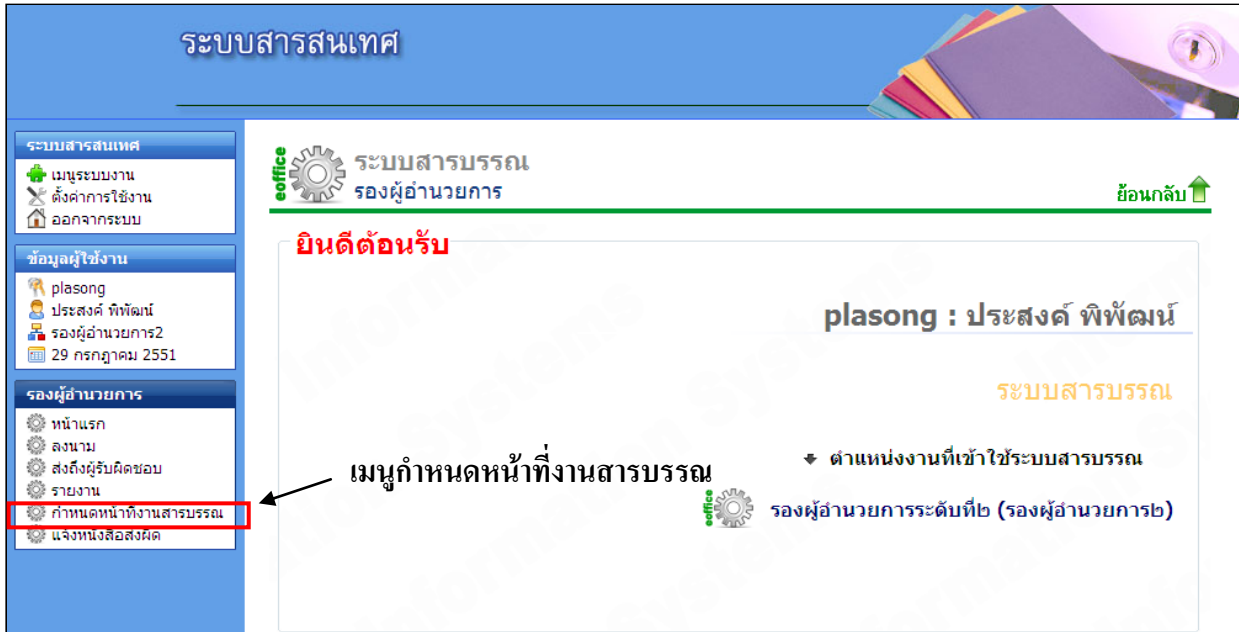 ระบบสารสนเทศ
ระบบสารสนเทศ
เมนูระบบงาน
ตั้งค่าการใช้งาน
ออกจากระบบ
ข้อมูลผู้ใช้งาน
plasong
ประสงค์ พิพัฒน์
รองผู้อำนวยการ2
29 กรกฎาคม 2551
รองผู้อำนวยการ
หน้าแรก
ลงนาม
ส่งถึงผู้รับผิดชอบ
รายงาน
กำหนดหน้าที่งานสารบรรณ
แจ้งหนังสือส่งผิด
eoffice
ระบบสารบรรณ
รองผู้อำนวยการ
ย้อนกลับ
ยินดีต้อนรับ
plasong : ประสงค์ พิพัฒน์
ระบบสารบรรณ
ตำแหน่งงานที่เข้าใช้ระบบสารบรรณ
eoffice
รองผู้อำนวยการระดับที่๒ (รองผู้อำนวยการ๒)
เมนูกำหนดหน้าที่งานสารบรรณ
Information Systems